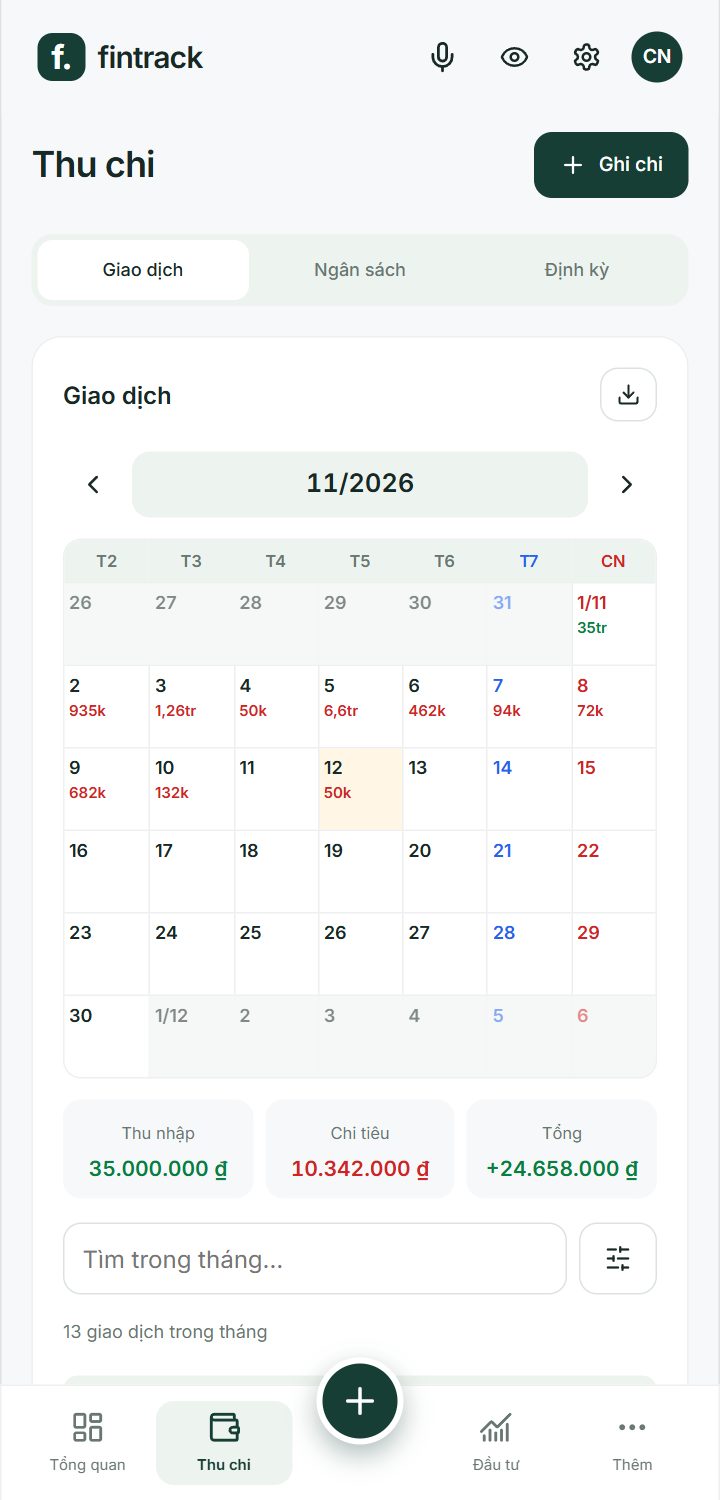 f. fintrack CN
Thu chi
+ Ghi chi
Giao dịch Ngân sách Định kỳ
Giao dịch
11/2026
T2 T3 T4 T5 T6 T7 CN
26 27 28 29 30 31 1/11
35tr
2 3 4 5 6 7 8
935k 1,26tr 50k 6,6tr 462k 94k 72k
9 10 11 12 13 14 15
682k 132k 50k
16 17 18 19 20 21 22
23 24 25 26 27 28 29
30 1/12 2 3 4 5 6
Thu nhập Chi tiêu Tổng
35.000.000 ₫ 10.342.000 ₫ +24.658.000 ₫
Tìm trong tháng...
13 giao dịch trong tháng
Tổng quan Thu chi Đầu tư Thêm